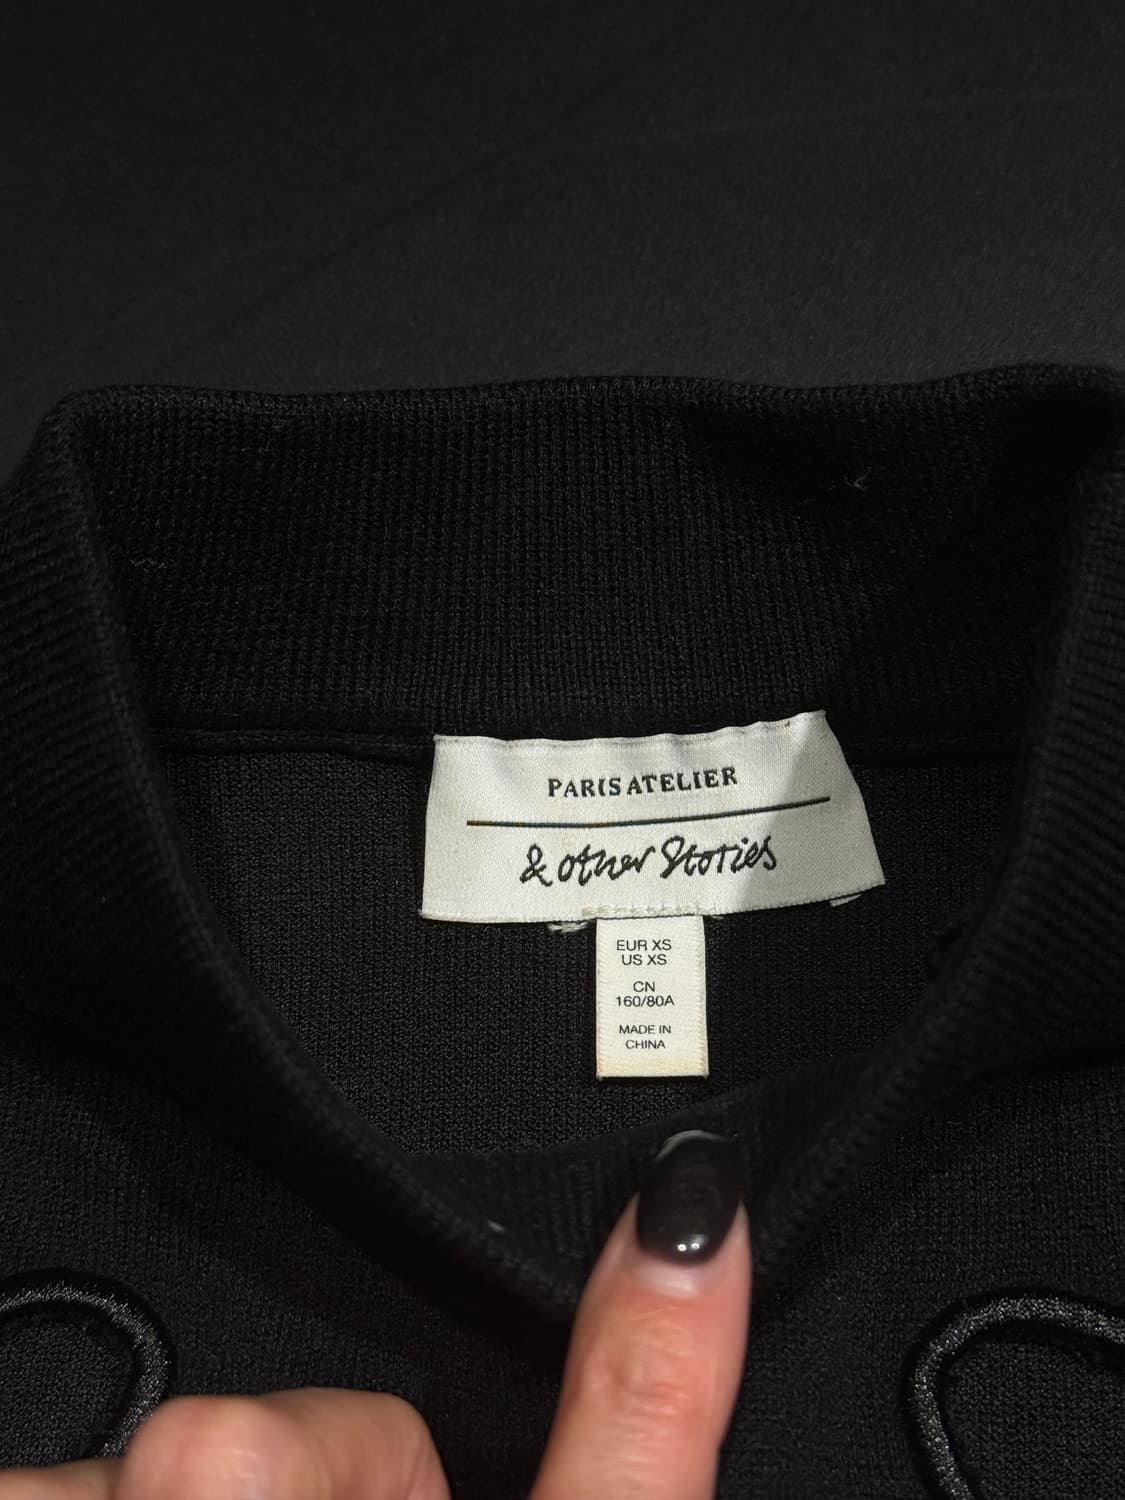 PARIS ATELIER
& other Stories
EUR XS
US XS
CN
160/80A
MADE IN
CHINA